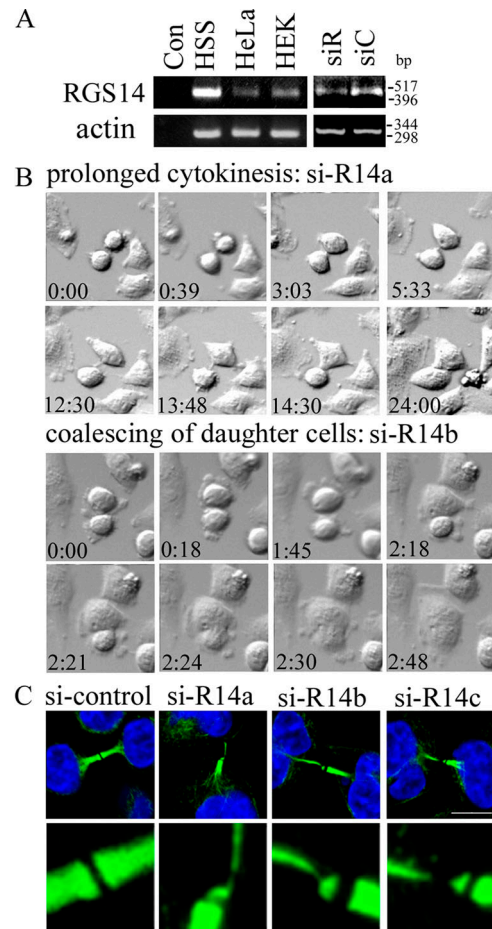 A
Con HSS HeLa HEK siR siC bp
RGS14 -517
-396
actin -344
-298
B prolonged cytokinesis: si-R14a
0:00 0:39 3:03 5:33
12:30 13:48 14:30 24:00
coalescing of daughter cells: si-R14b
0:00 0:18 1:45 2:18
2:21 2:24 2:30 2:48
C si-control si-R14a si-R14b si-R14c